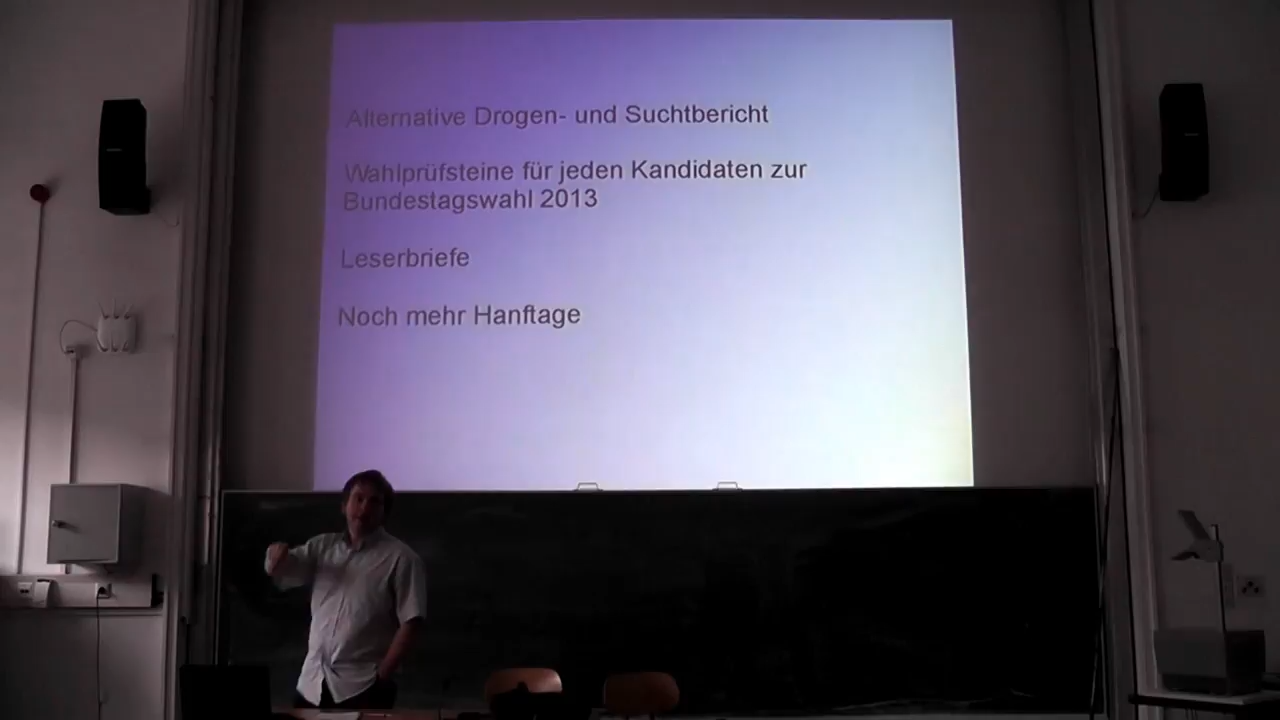 Alternative Drogen- und Suchtbericht
Wahlprüfsteine für jeden Kandidaten zur
Bundestagswahl 2013
Leserbriefe
Noch mehr Hanftage